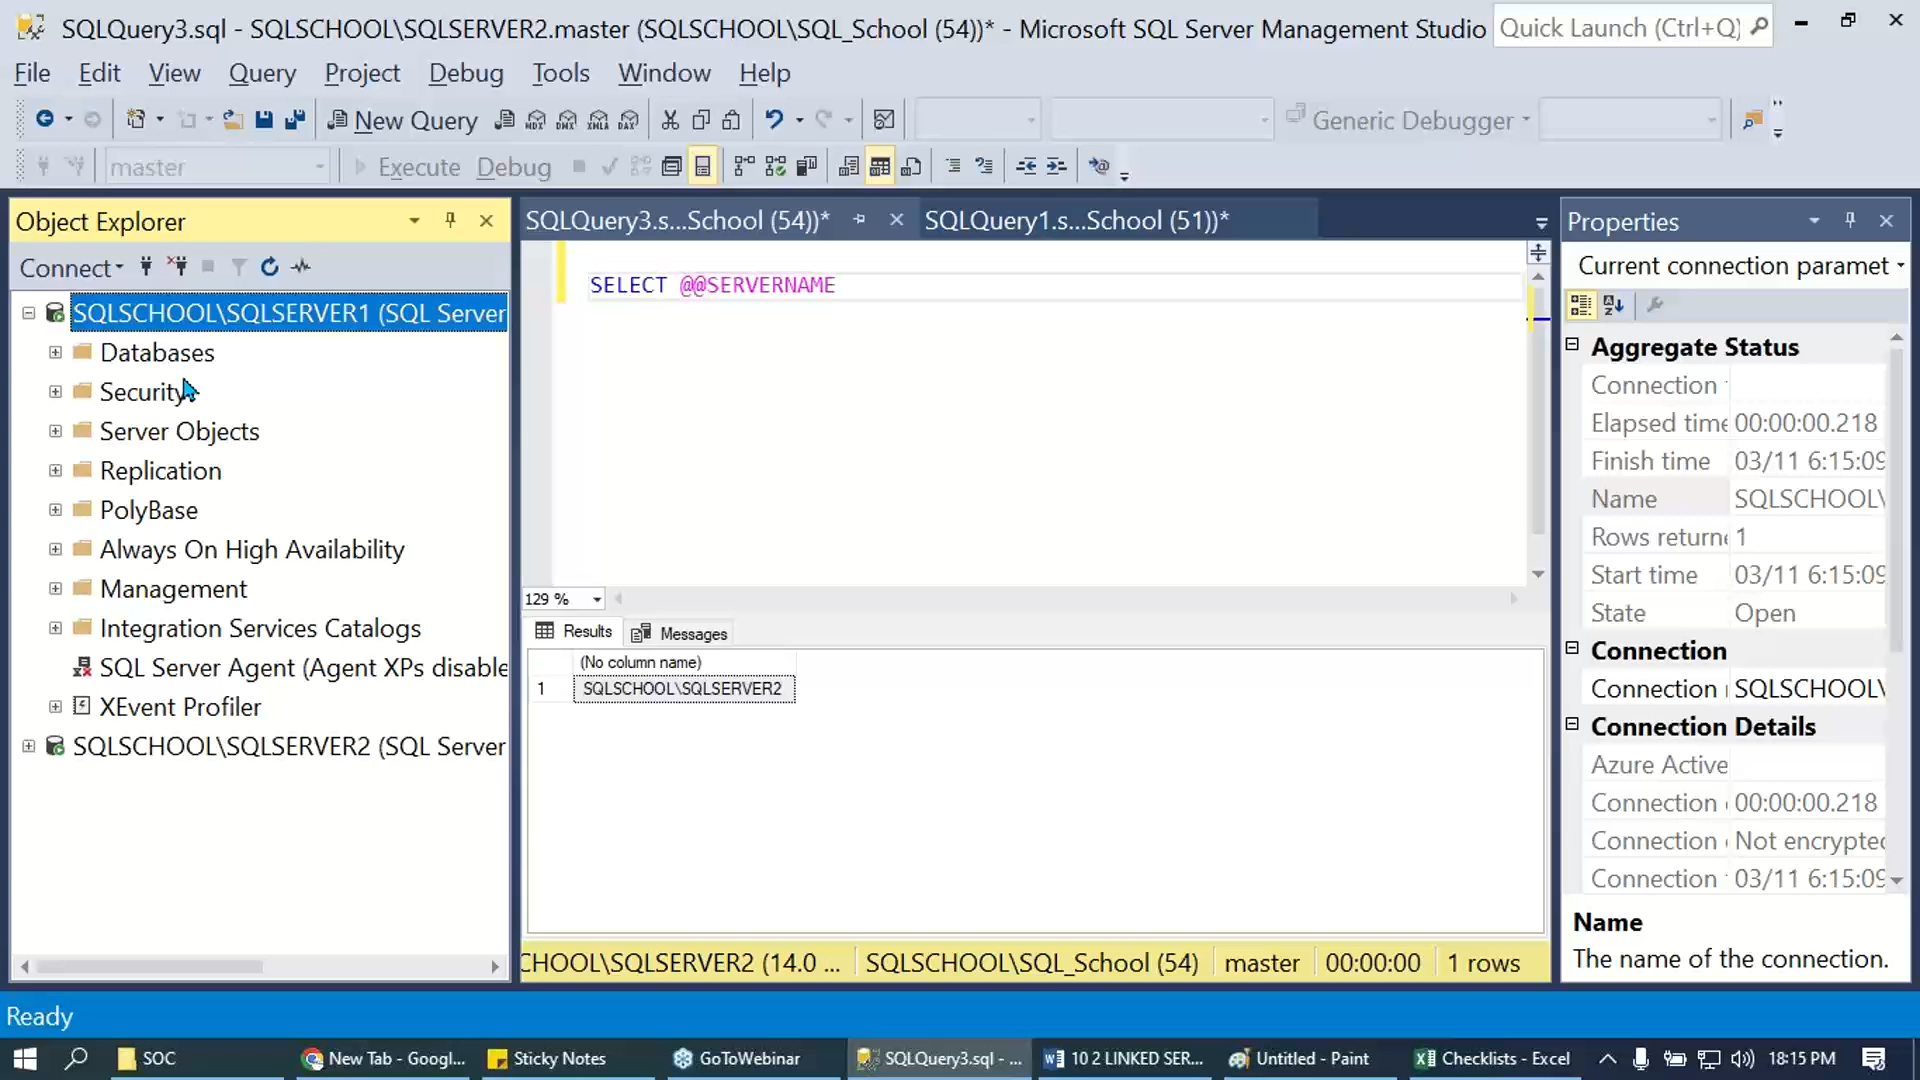 SQLQuery3.sql - SQLSCHOOL\SQLSERVER2.master (SQLSCHOOL\SQL_School (54))* - Microsoft SQL Server Management Studio
Quick Launch (Ctrl+Q)
File Edit View Query Project Debug Tools Window Help
New Query MDX DMX XMLA DAX Generic Debugger
master Execute Debug
Object Explorer
Connect
SQLSCHOOL\SQLSERVER1 (SQL Server
Databases
Security
Server Objects
Replication
PolyBase
Always On High Availability
Management
Integration Services Catalogs
SQL Server Agent (Agent XPs disable
XEvent Profiler
SQLSCHOOL\SQLSERVER2 (SQL Server
SQLQuery3.s...School (54))* SQLQuery1.s...School (51))*
SELECT @@SERVERNAME
129 %
Results Messages
(No column name)
1 SQLSCHOOL\SQLSERVER2
CHOOL\SQLSERVER2 (14.0 ... SQLSCHOOL\SQL_School (54) master 00:00:00 1 rows
Properties
Current connection paramet
Aggregate Status
Connection
Elapsed time 00:00:00.218
Finish time 03/11 6:15:09
Name SQLSCHOOL\
Rows returne 1
Start time 03/11 6:15:09
State Open
Connection
Connection SQLSCHOOL\
Connection Details
Azure Active
Connection 00:00:00.218
Connection Not encrypted
Connection 03/11 6:15:09
Name
The name of the connection.
Ready
SOC New Tab - Googl... Sticky Notes GoToWebinar SQLQuery3.sql - ... 10 2 LINKED SER... Untitled - Paint Checklists - Excel 18:15 PM